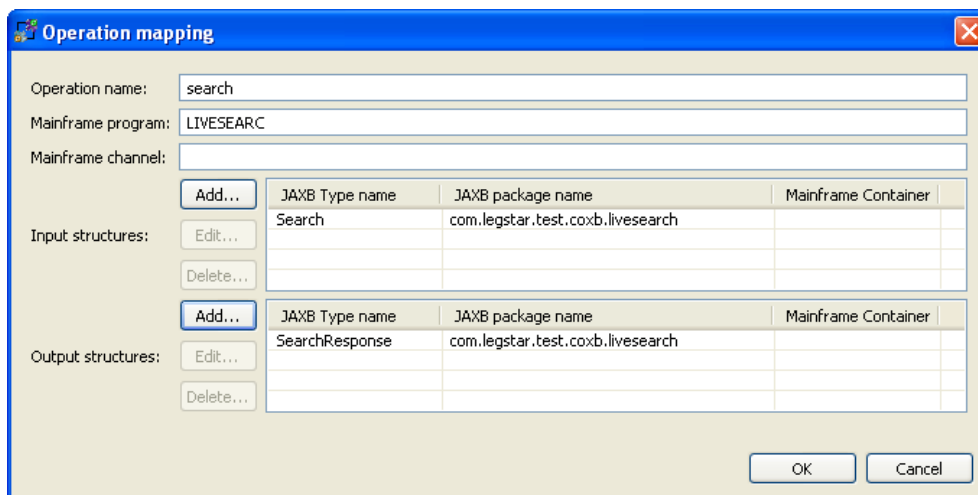 Operation mapping
Operation name: search
Mainframe program: LIVESEARC
Mainframe channel:
Add... JAXB Type name JAXB package name Mainframe Container
Search com.legstar.test.coxb.livesearch
Input structures: Edit...
Delete...
Add... JAXB Type name JAXB package name Mainframe Container
SearchResponse com.legstar.test.coxb.livesearch
Output structures: Edit...
Delete...
OK Cancel